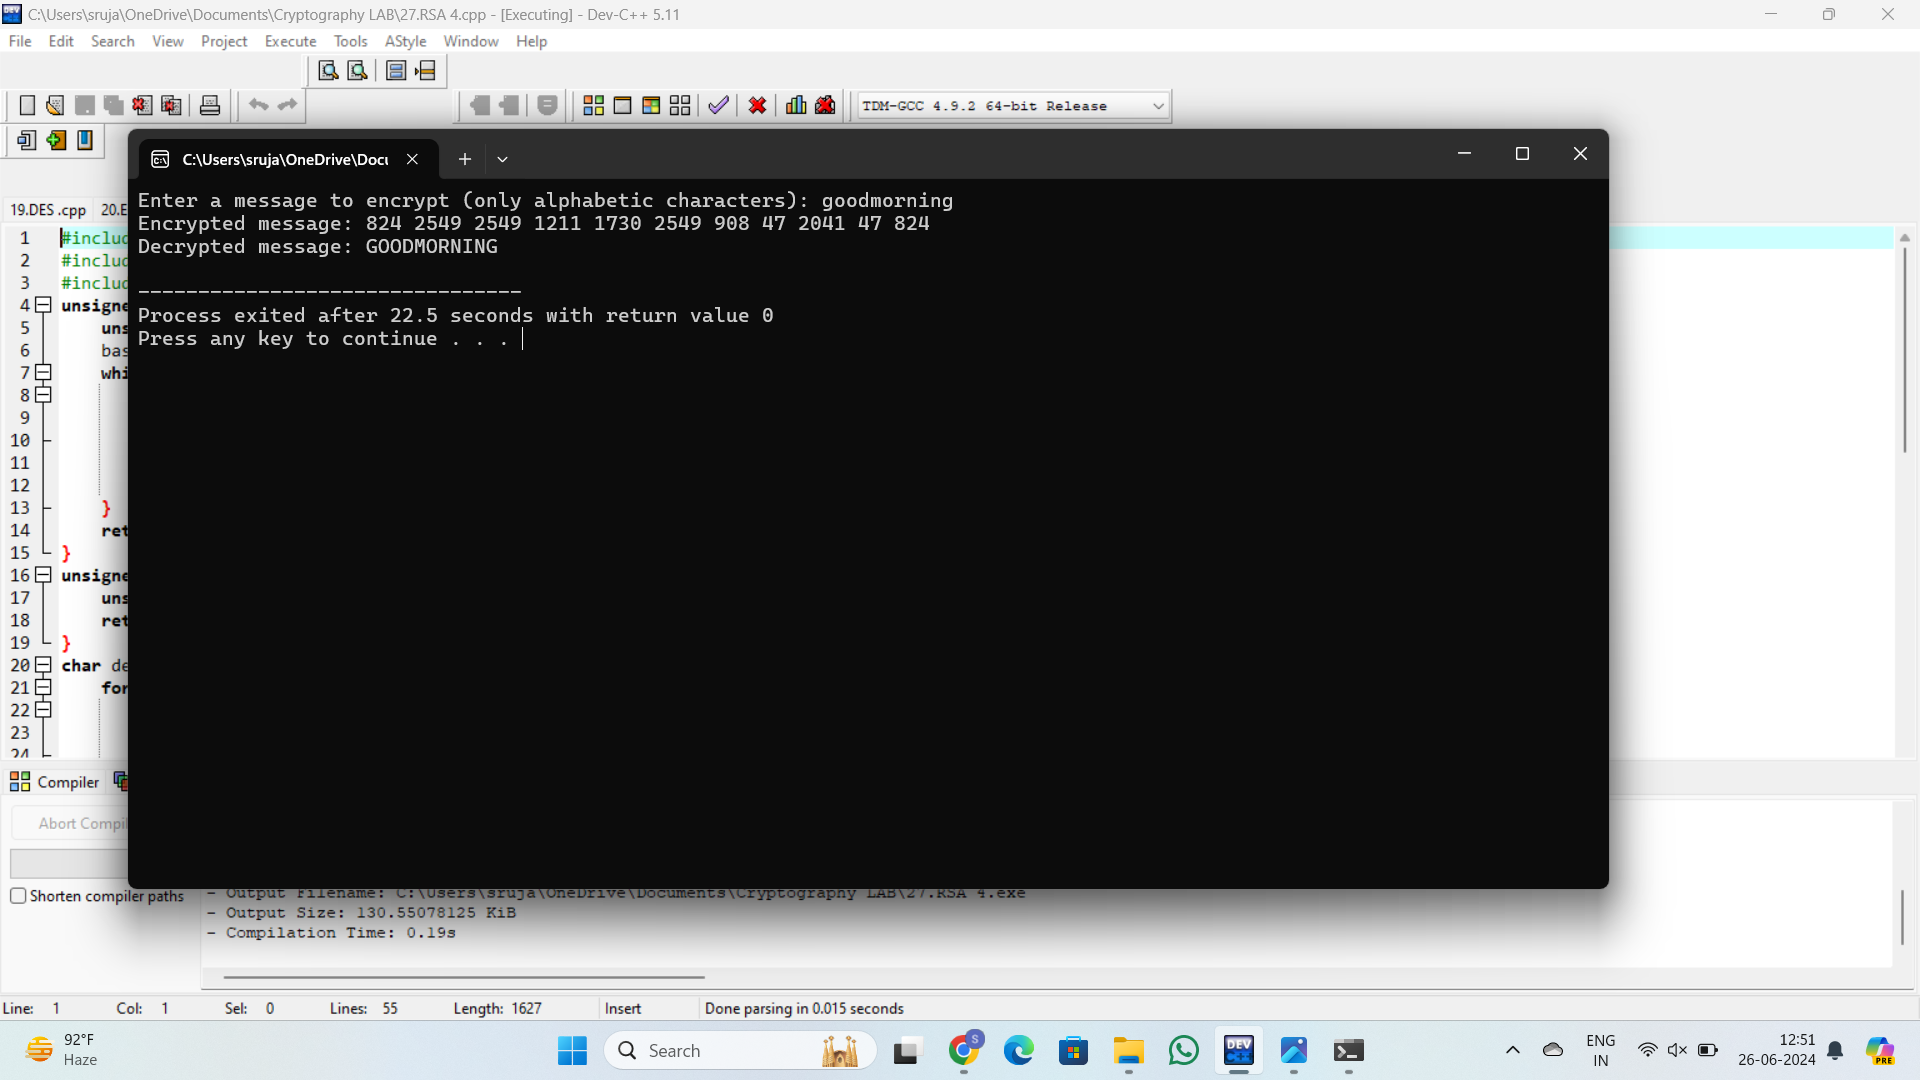 C:\Users\sruja\OneDrive\Documents\Cryptography LAB\27.RSA 4.cpp - [Executing] - Dev-C++ 5.11
File Edit Search View Project Execute Tools AStyle Window Help
TDM-GCC 4.9.2 64-bit Release
C:\Users\sruja\OneDrive\Docu
Enter a message to encrypt (only alphabetic characters): goodmorning
Encrypted message: 824 2549 2549 1211 1730 2549 908 47 2041 47 824
Decrypted message: GOODMORNING
--------------------------------
Process exited after 22.5 seconds with return value 0
Press any key to continue . . .
19.DES .cpp 20.E
1 #includ
2 #includ
3 #includ
4 unsigne
5 uns
6 bas
7 whi
8
9
10
11
12
13 }
14 ret
15 }
16 unsigne
17 uns
18 ret
19 }
20 char de
21 for
22
23
24
Compiler
Abort Compil
Shorten compiler paths
- Output Filename: C:\Users\sruja\OneDrive\Documents\Cryptography LAB\27.RSA 4.exe
- Output Size: 130.55078125 KiB
- Compilation Time: 0.19s
Line: 1 Col: 1 Sel: 0 Lines: 55 Length: 1627 Insert Done parsing in 0.015 seconds
92°F
Haze
Search
S
DEV
C++
ENG
IN
12:51
26-06-2024
PRE